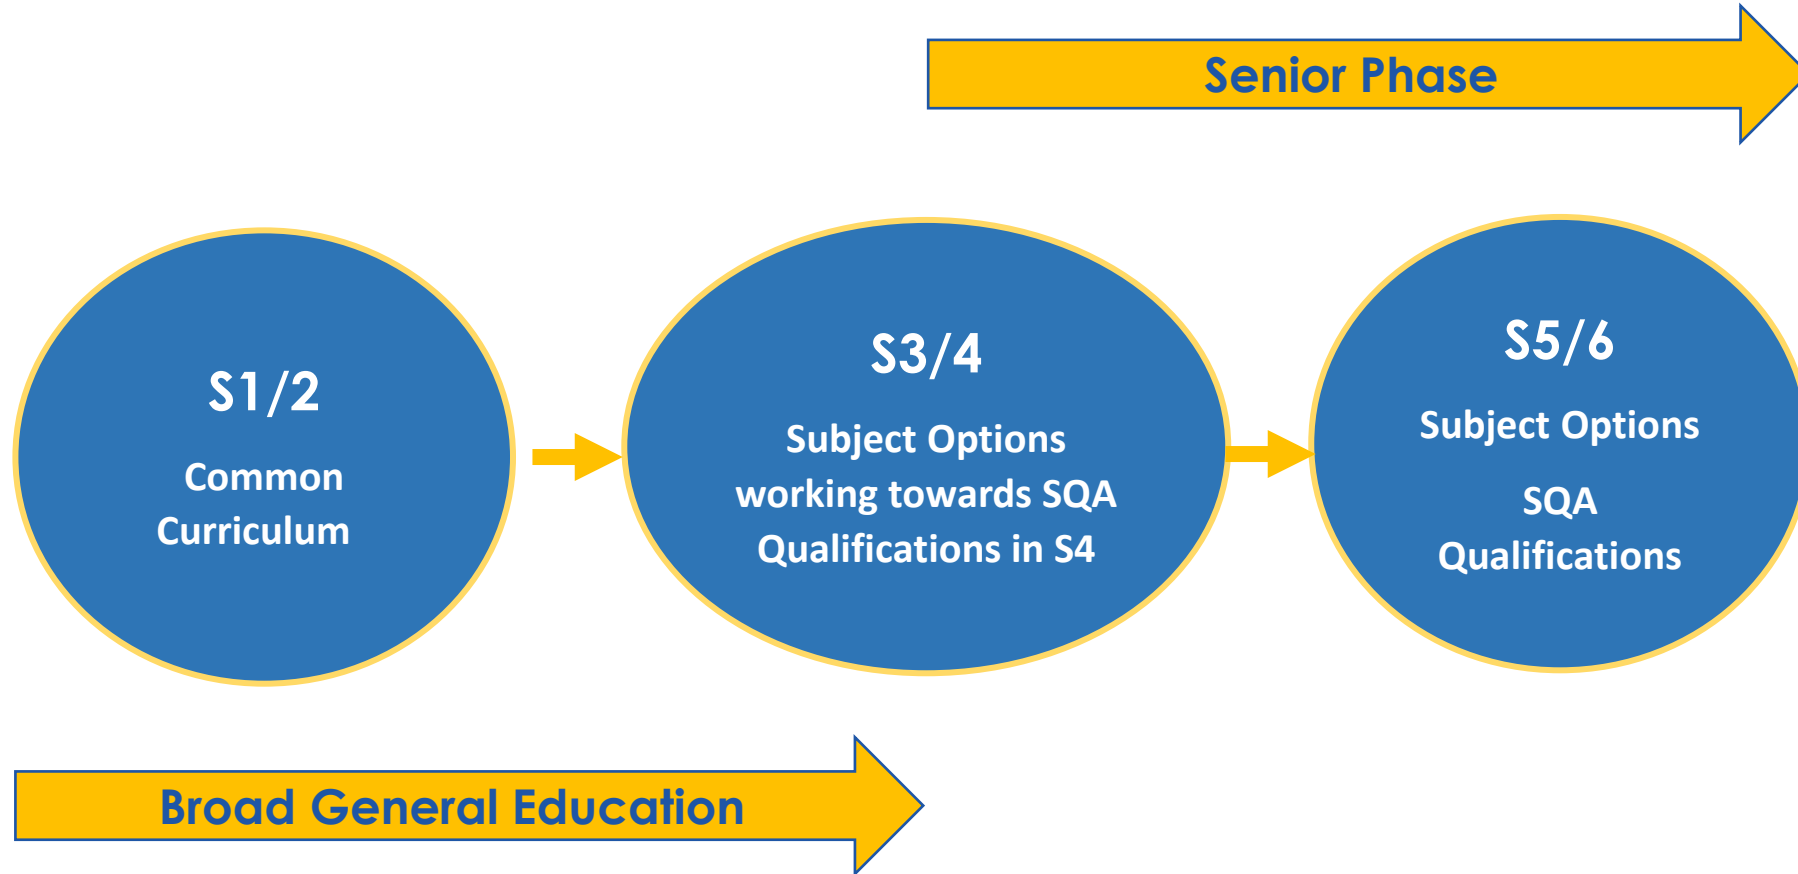 Senior Phase
S1/2
Common
Curriculum
S3/4
Subject Options
working towards SQA
Qualifications in S4
S5/6
Subject Options
SQA
Qualifications
Broad General Education